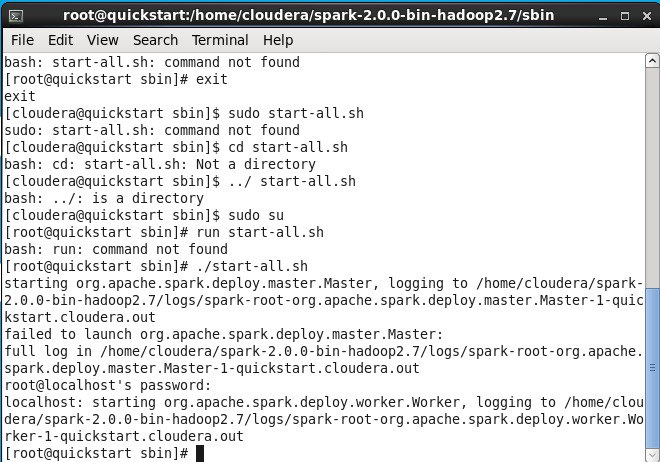 root@quickstart:/home/cloudera/spark-2.0.0-bin-hadoop2.7/sbin
File Edit View Search Terminal Help
bash: start-all.sh: command not found
[root@quickstart sbin]# exit
exit
[cloudera@quickstart sbin]$ sudo start-all.sh
sudo: start-all.sh: command not found
[cloudera@quickstart sbin]$ cd start-all.sh
bash: cd: start-all.sh: Not a directory
[cloudera@quickstart sbin]$ ../ start-all.sh
bash: ../: is a directory
[cloudera@quickstart sbin]$ sudo su
[root@quickstart sbin]# run start-all.sh
bash: run: command not found
[root@quickstart sbin]# ./start-all.sh
starting org.apache.spark.deploy.master.Master, logging to /home/cloudera/spark-
2.0.0-bin-hadoop2.7/logs/spark-root-org.apache.spark.deploy.master.Master-1-quic
kstart.cloudera.out
failed to launch org.apache.spark.deploy.master.Master:
full log in /home/cloudera/spark-2.0.0-bin-hadoop2.7/logs/spark-root-org.apache.
spark.deploy.master.Master-1-quickstart.cloudera.out
root@localhost's password:
localhost: starting org.apache.spark.deploy.worker.Worker, logging to /home/clou
dera/spark-2.0.0-bin-hadoop2.7/logs/spark-root-org.apache.spark.deploy.worker.Wo
rker-1-quickstart.cloudera.out
[root@quickstart sbin]#